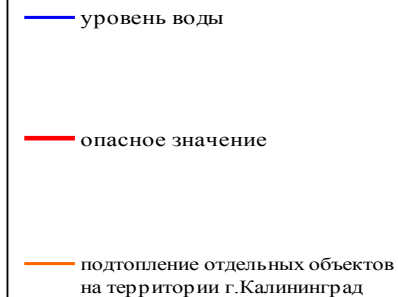 уровень воды
опасное значение
подтопление отдельных объектов
на территории г.Калининград